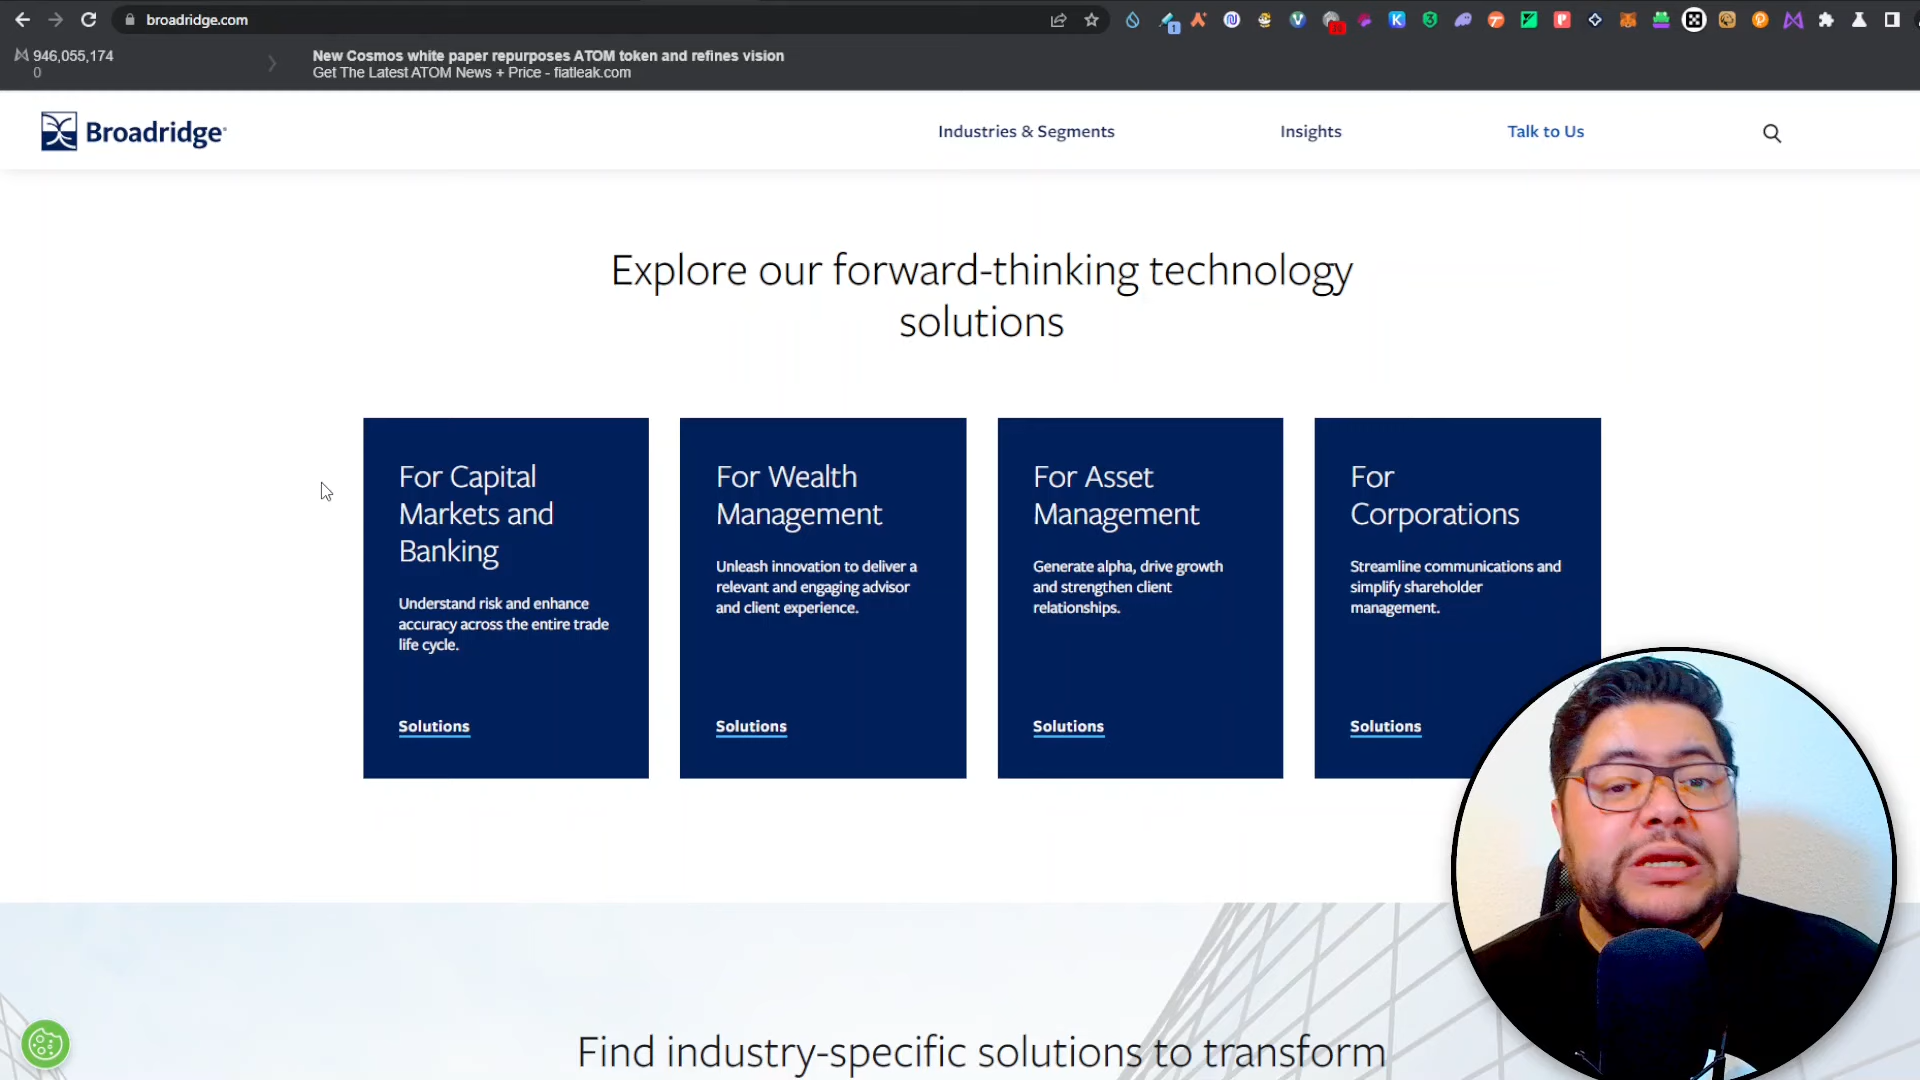 broadridge.com
1
10
946,055,174
0
New Cosmos white paper repurposes ATOM token and refines vision
Get The Latest ATOM News + Price - fiatleak.com
Broadridge
Industries & Segments
Insights
Talk to Us
Explore our forward-thinking technology
solutions
For Capital
Markets and
Banking
Understand risk and enhance
accuracy across the entire trade
life cycle.
Solutions
For Wealth
Management
Unleash innovation to deliver a
relevant and engaging advisor
and client experience.
Solutions
For Asset
Management
Generate alpha, drive growth
and strengthen client
relationships.
Solutions
For
Corporations
Streamline communications and
simplify shareholder
management.
Solutions
Find industry-specific solutions to transform